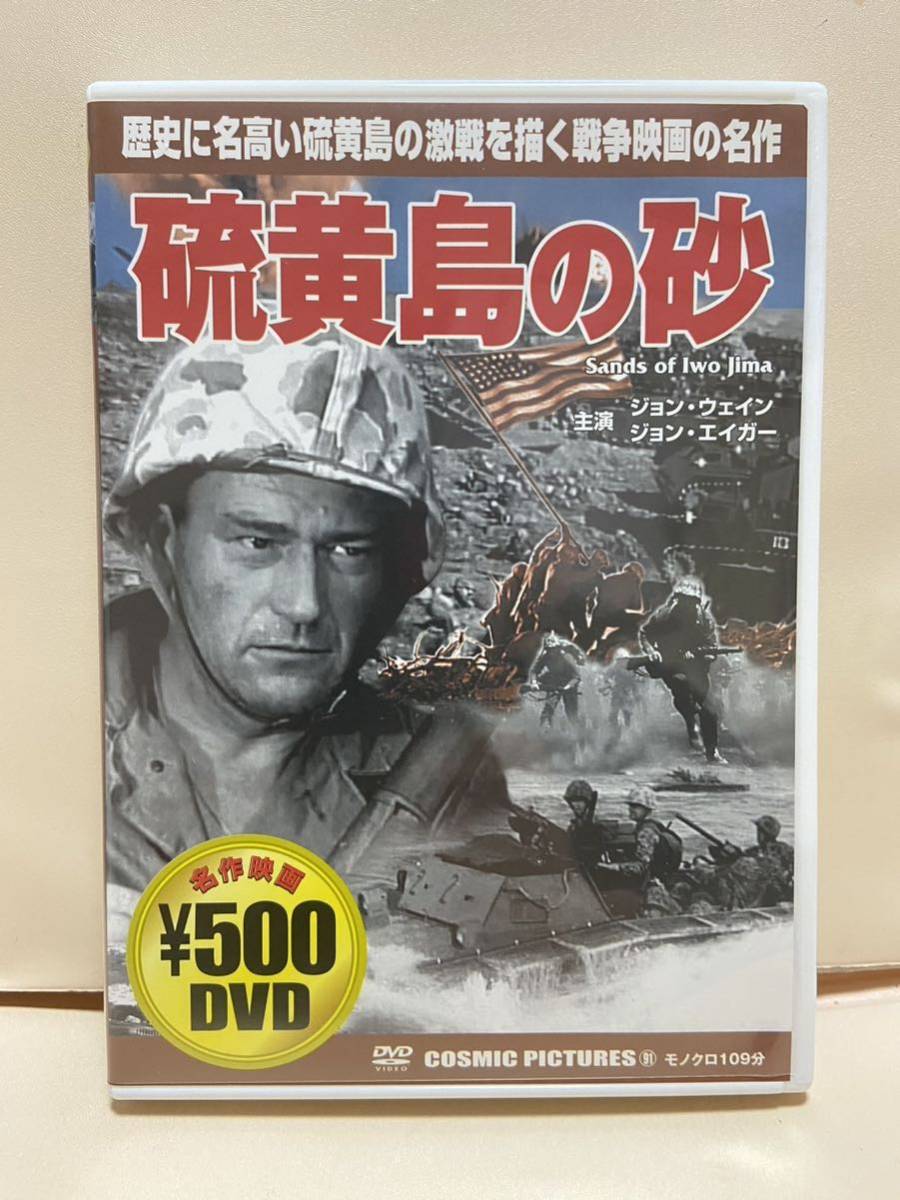 歴史に名高い硫黄島の激戦を描く戦争映画の名作
硫黄島の砂
Sands of Iwo Jima
主演 ジョン・ウェイン
ジョン・エイガー
10
名作映画
¥500
DVD
DVD VIDEO COSMIC PICTURES 91 モノクロ109分